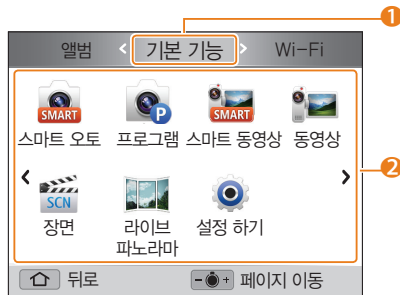 1
앨범 < 기본 기능 > Wi-Fi
SMART P SMART
스마트 오토 프로그램 스마트 동영상 동영상
2
SCN
장면 라이브 파노라마 설정 하기
뒤로 - + 페이지 이동